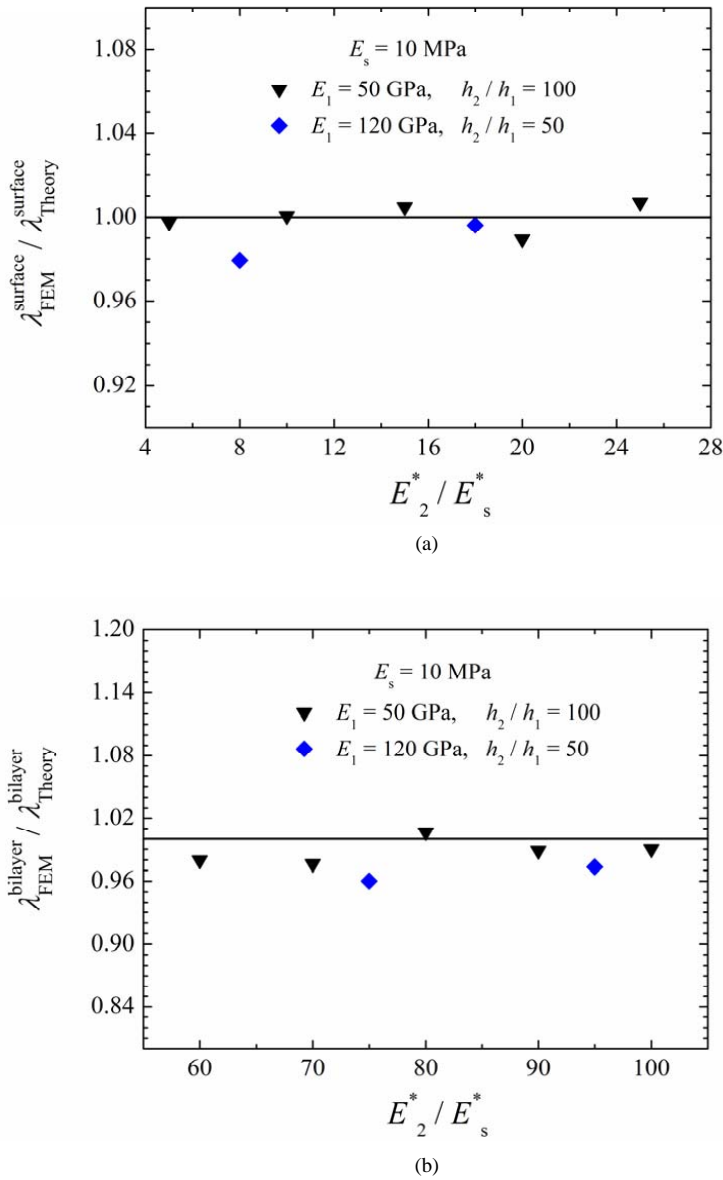 1.08
1.04
1.00
0.96
0.92
λ^surface_FEM / λ^surface_Theory
E_s = 10 MPa
▼ E_1 = 50 GPa, h_2 / h_1 = 100
◆ E_1 = 120 GPa, h_2 / h_1 = 50
4 8 12 16 20 24 28
E^*_2 / E^*_s
(a)
1.20
1.14
1.08
1.02
0.96
0.90
0.84
λ^bilayer_FEM / λ^bilayer_Theory
E_s = 10 MPa
▼ E_1 = 50 GPa, h_2 / h_1 = 100
◆ E_1 = 120 GPa, h_2 / h_1 = 50
60 70 80 90 100
E^*_2 / E^*_s
(b)